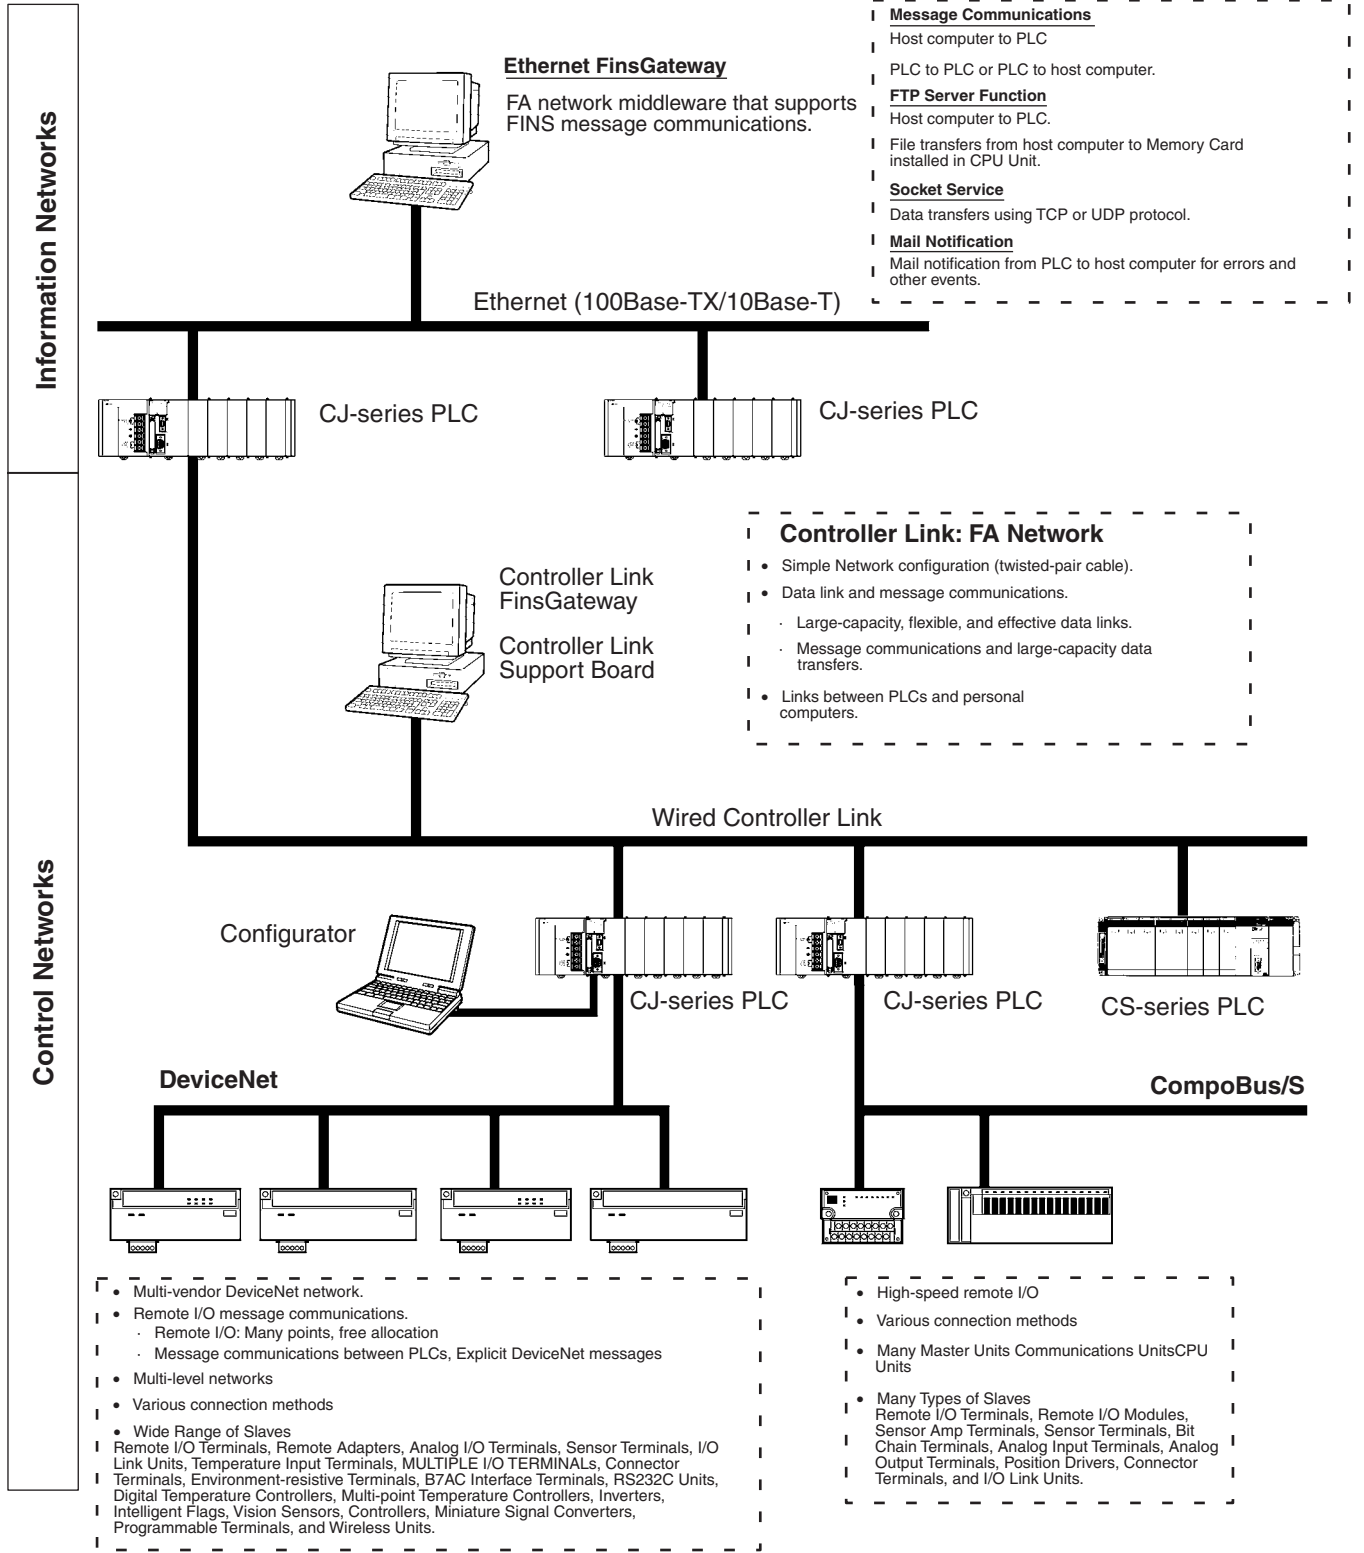 Information Networks
Message Communications
Host computer to PLC
PLC to PLC or PLC to host computer.
FTP Server Function
Host computer to PLC.
File transfers from host computer to Memory Card
installed in CPU Unit.
Socket Service
Data transfers using TCP or UDP protocol.
Mail Notification
Mail notification from PLC to host computer for errors and
other events.
Ethernet FinsGateway
FA network middleware that supports
FINS message communications.
Ethernet (100Base-TX/10Base-T)
CJ-series PLC
CJ-series PLC
Control Networks
Controller Link: FA Network
• Simple Network configuration (twisted-pair cable).
• Data link and message communications.
· Large-capacity, flexible, and effective data links.
· Message communications and large-capacity data
transfers.
• Links between PLCs and personal
computers.
Controller Link
FinsGateway
Controller Link
Support Board
Wired Controller Link
Configurator
CJ-series PLC
CJ-series PLC
CS-series PLC
DeviceNet
CompoBus/S
• Multi-vendor DeviceNet network.
• Remote I/O message communications.
· Remote I/O: Many points, free allocation
· Message communications between PLCs, Explicit DeviceNet messages
• Multi-level networks
• Various connection methods
• Wide Range of Slaves
Remote I/O Terminals, Remote Adapters, Analog I/O Terminals, Sensor Terminals, I/O
Link Units, Temperature Input Terminals, MULTIPLE I/O TERMINALs, Connector
Terminals, Environment-resistive Terminals, B7AC Interface Terminals, RS232C Units,
Digital Temperature Controllers, Multi-point Temperature Controllers, Inverters,
Intelligent Flags, Vision Sensors, Controllers, Miniature Signal Converters,
Programmable Terminals, and Wireless Units.
• High-speed remote I/O
• Various connection methods
• Many Master Units Communications UnitsCPU
Units
• Many Types of Slaves
Remote I/O Terminals, Remote I/O Modules,
Sensor Amp Terminals, Sensor Terminals, Bit
Chain Terminals, Analog Input Terminals, Analog
Output Terminals, Position Drivers, Connector
Terminals, and I/O Link Units.